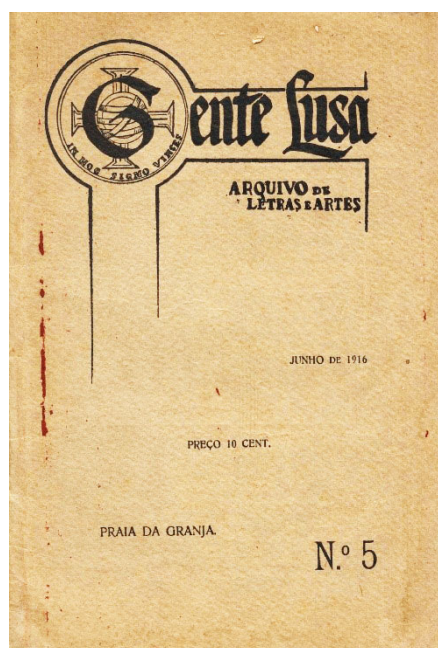 Gente Lusa
IN HOC SIGNO VINCES
ARQUIVO DE
LETRAS E ARTES
JUNHO DE 1916
PREÇO 10 CENT.
PRAIA DA GRANJA.
N.º 5